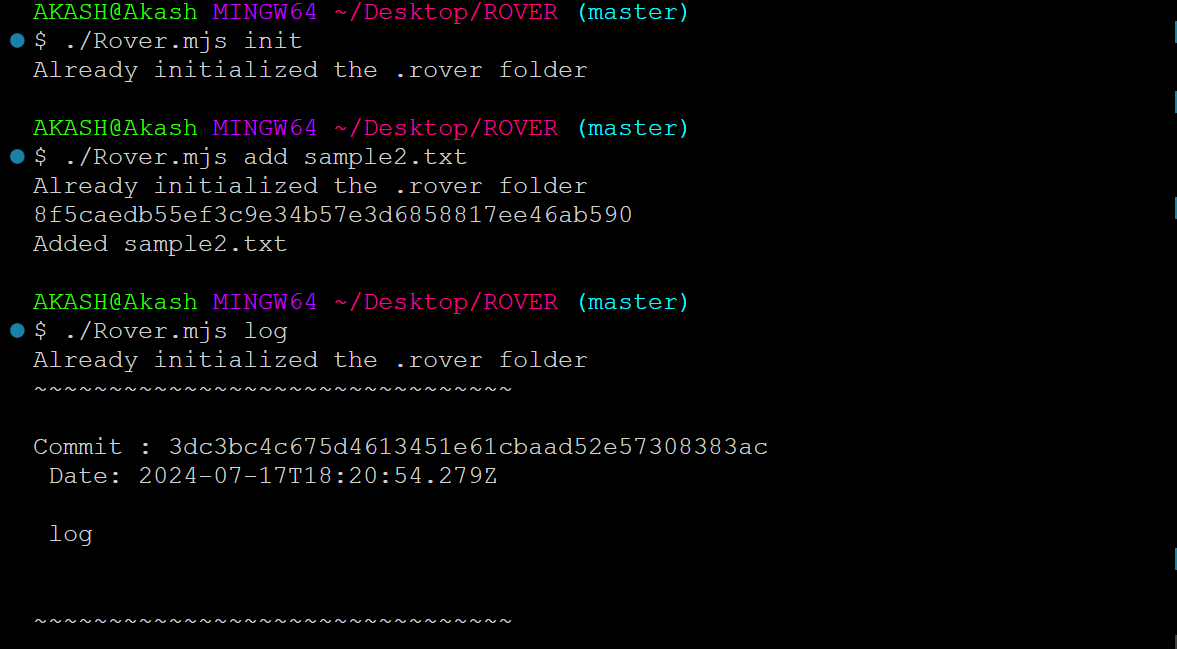 AKASH@Akash MINGW64 ~/Desktop/ROVER (master)
$ ./Rover.mjs init
Already initialized the .rover folder
AKASH@Akash MINGW64 ~/Desktop/ROVER (master)
$ ./Rover.mjs add sample2.txt
Already initialized the .rover folder
8f5caedb55ef3c9e34b57e3d6858817ee46ab590
Added sample2.txt
AKASH@Akash MINGW64 ~/Desktop/ROVER (master)
$ ./Rover.mjs log
Already initialized the .rover folder
~~~~~~~~~~~~~~~~~~~~~~~~~~~~~~~~
Commit : 3dc3bc4c675d4613451e61cbaad52e57308383ac
Date: 2024-07-17T18:20:54.279Z
log
~~~~~~~~~~~~~~~~~~~~~~~~~~~~~~~~